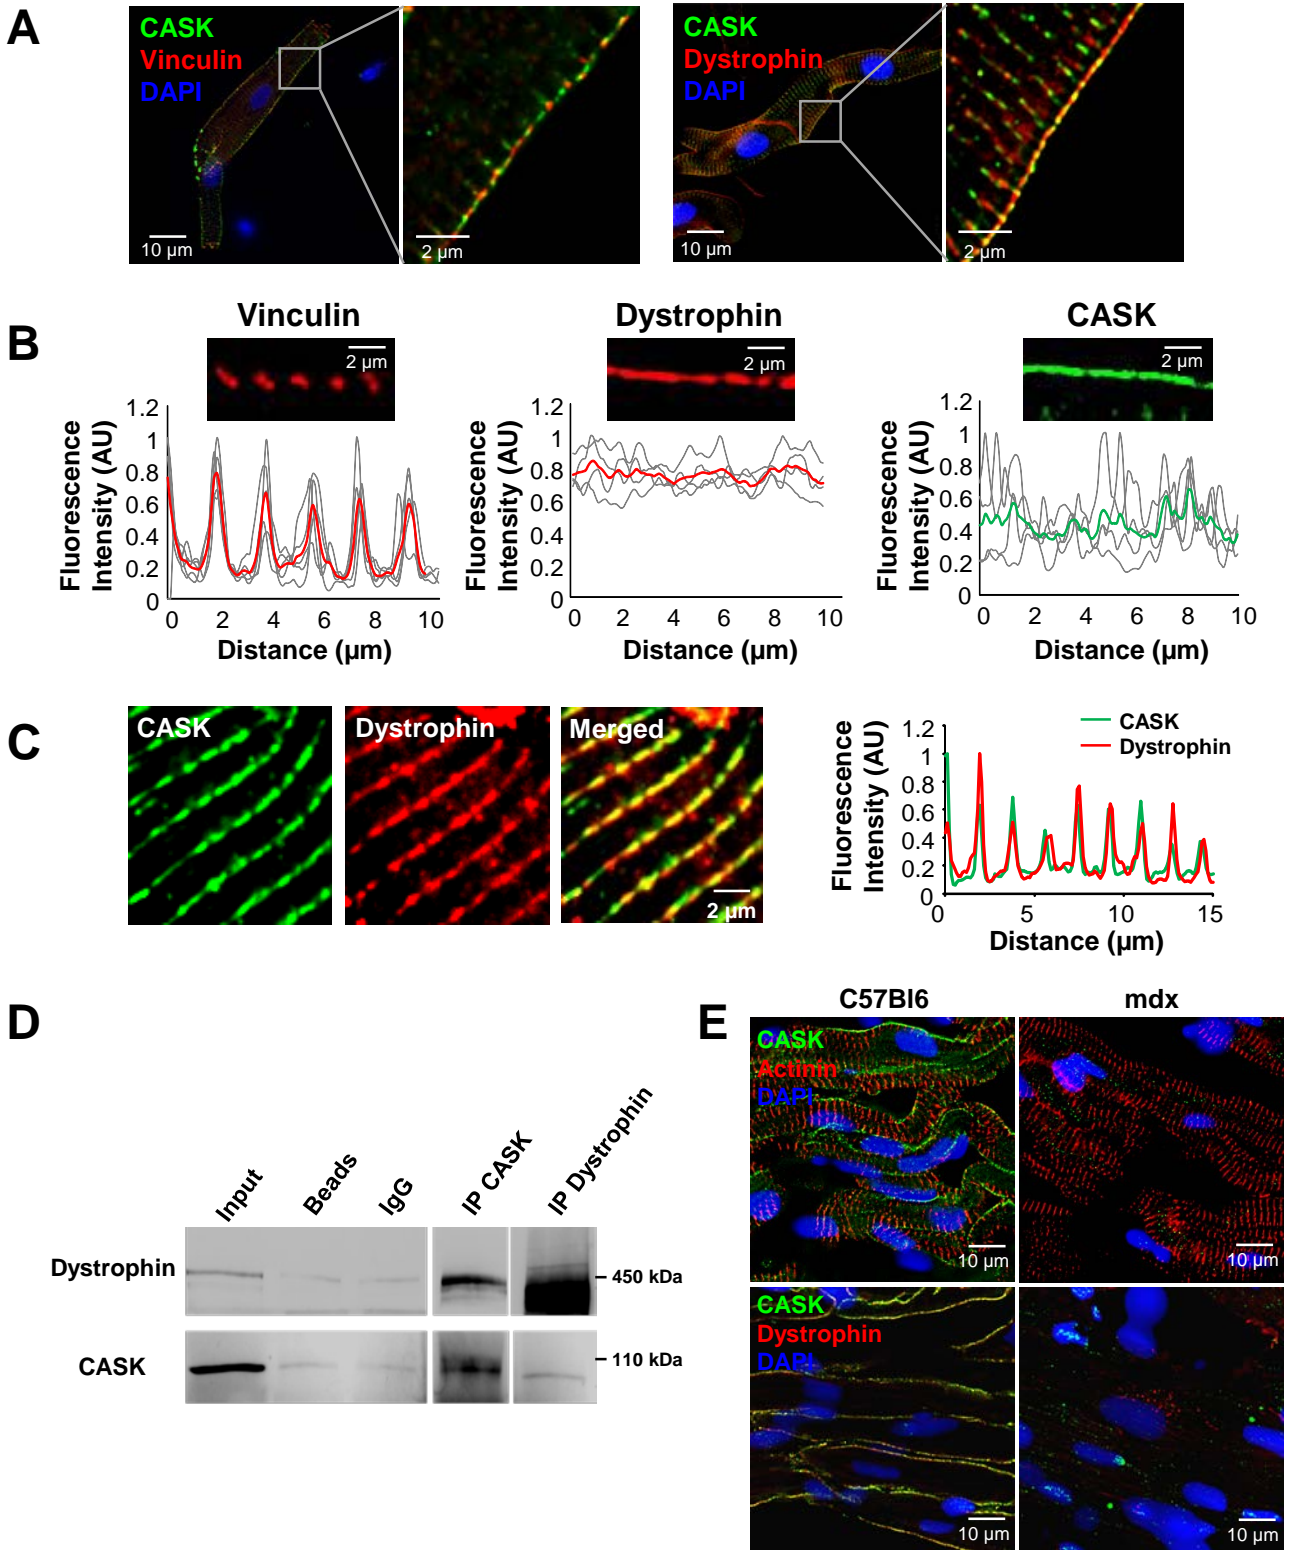 A
CASK
Vinculin
DAPI
10 µm
2 µm
CASK
Dystrophin
DAPI
10 µm
2 µm
B
Vinculin
2 µm
Fluorescence
Intensity (AU)
1.2
1
0.8
0.6
0.4
0.2
0
0 2 4 6 8 10
Distance (µm)
Dystrophin
2 µm
Fluorescence
Intensity (AU)
1.2
1
0.8
0.6
0.4
0.2
0
0 2 4 6 8 10
Distance (µm)
CASK
2 µm
Fluorescence
Intensity (AU)
1.2
1
0.8
0.6
0.4
0.2
0
0 2 4 6 8 10
Distance (µm)
C
CASK
Dystrophin
Merged
2 µm
Fluorescence
Intensity (AU)
1.2
1
0.8
0.6
0.4
0.2
0
0 5 10 15
Distance (µm)
CASK
Dystrophin
D
Input
Beads
IgG
IP CASK
IP Dystrophin
Dystrophin
450 kDa
CASK
110 kDa
E
C57Bl6
mdx
CASK
Actinin
DAPI
10 µm
10 µm
CASK
Dystrophin
DAPI
10 µm
10 µm